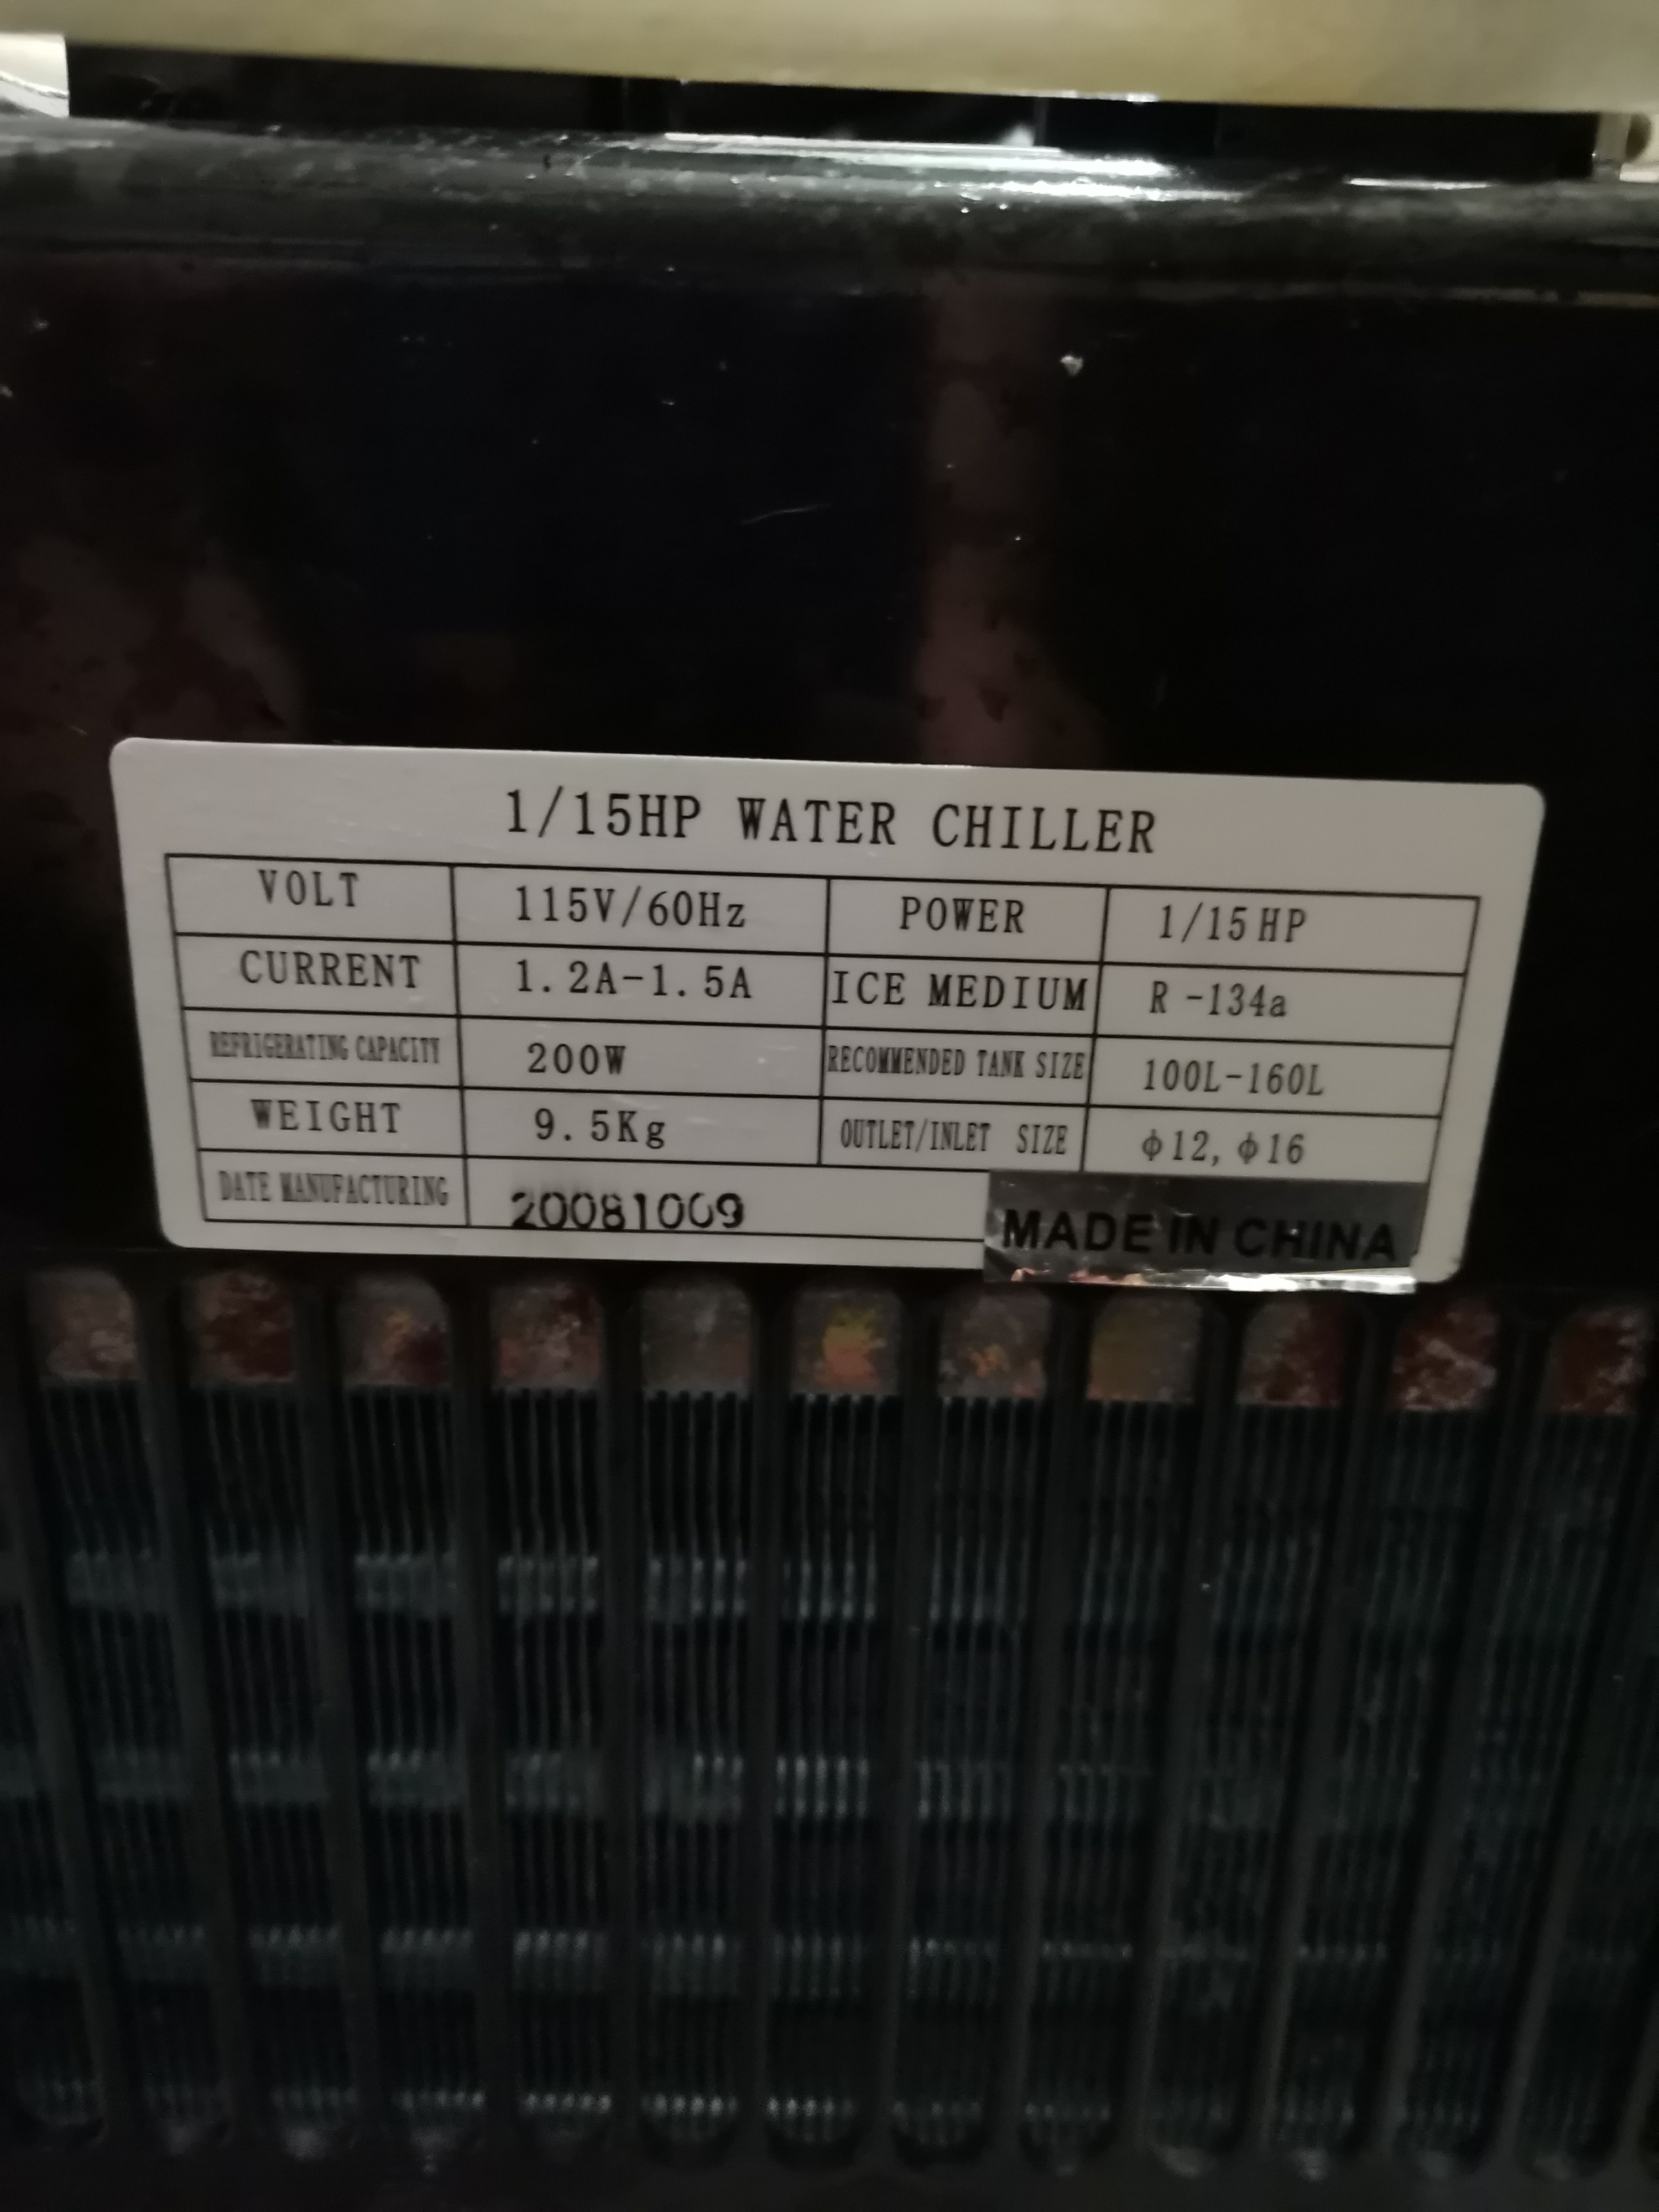 1/15HP WATER CHILLER
VOLT 115V/60Hz POWER 1/15HP
CURRENT 1.2A-1.5A ICE MEDIUM R-134a
REFRIGERATING CAPACITY 200W RECOMMENDED TANK SIZE 100L-160L
WEIGHT 9.5Kg OUTLET/INLET SIZE ϕ12, ϕ16
DATE MANUFACTURING 20081009
MADE IN CHINA